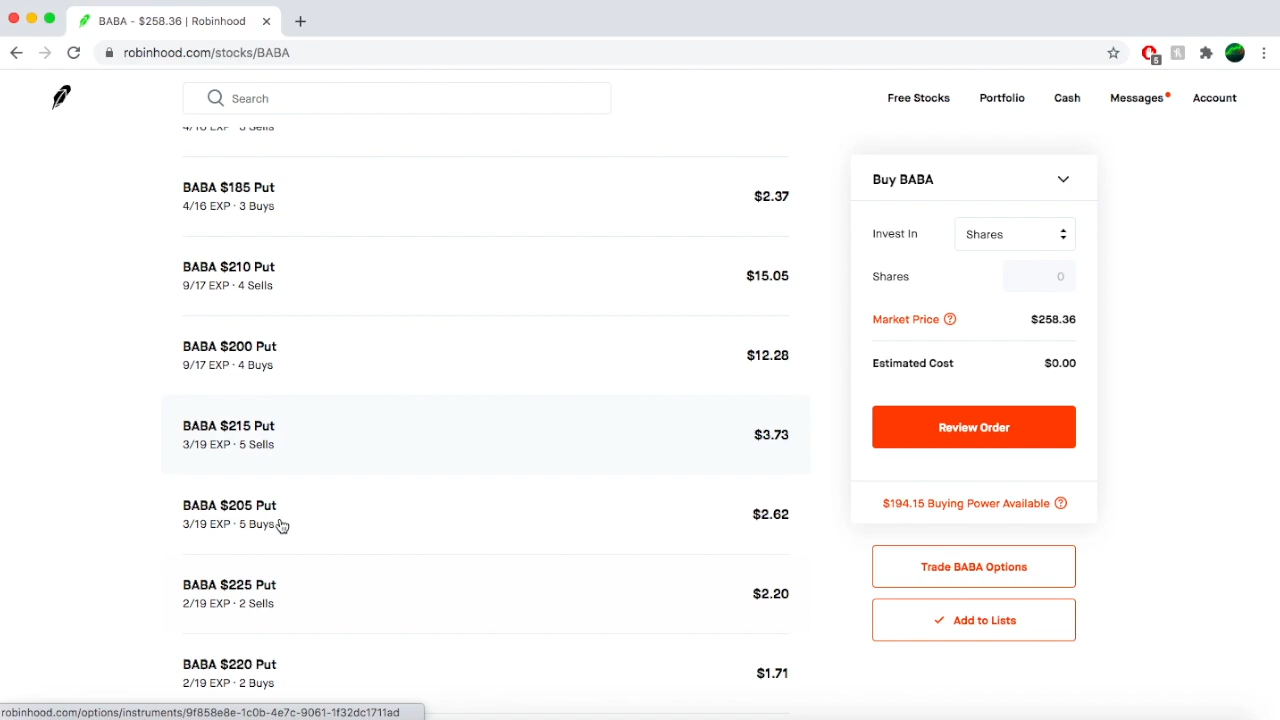 BABA - $258.36 | Robinhood
robinhood.com/stocks/BABA
5
Search
Free Stocks
Portfolio
Cash
Messages
Account
4/16 EXP · 3 Sells
BABA $185 Put
4/16 EXP · 3 Buys
$2.37
BABA $210 Put
9/17 EXP · 4 Sells
$15.05
BABA $200 Put
9/17 EXP · 4 Buys
$12.28
BABA $215 Put
3/19 EXP · 5 Sells
$3.73
BABA $205 Put
3/19 EXP · 5 Buys
$2.62
BABA $225 Put
2/19 EXP · 2 Sells
$2.20
BABA $220 Put
2/19 EXP · 2 Buys
$1.71
Buy BABA
Invest In
Shares
Shares
0
Market Price ?
$258.36
Estimated Cost
$0.00
Review Order
$194.15 Buying Power Available ?
Trade BABA Options
Add to Lists
robinhood.com/options/instruments/9f858e8e-1c0b-4e7c-9061-1f32dc1711ad